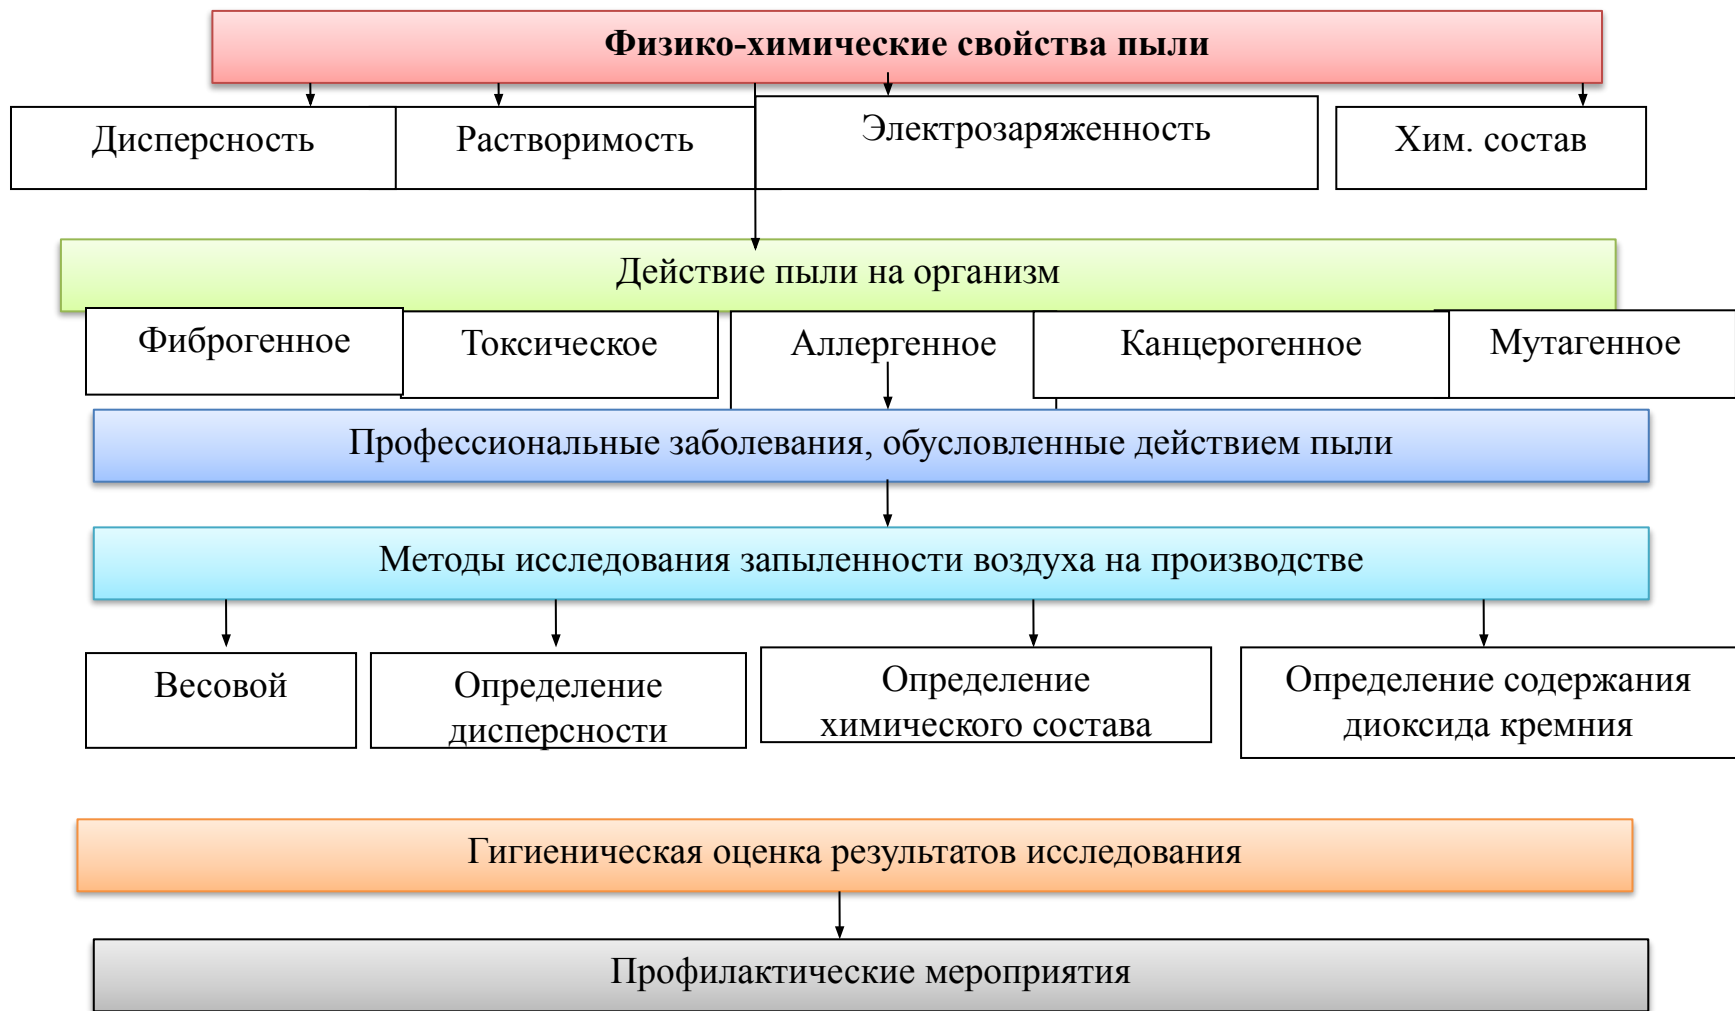 Физико-химические свойства пыли
Дисперсность
Растворимость
Электрозаряженность
Хим. состав
Действие пыли на организм
Фиброгенное
Токсическое
Аллергенное
Канцерогенное
Мутагенное
Профессиональные заболевания, обусловленные действием пыли
Методы исследования запыленности воздуха на производстве
Весовой
Определение
дисперсности
Определение
химического состава
Определение содержания
диоксида кремния
Гигиеническая оценка результатов исследования
Профилактические мероприятия